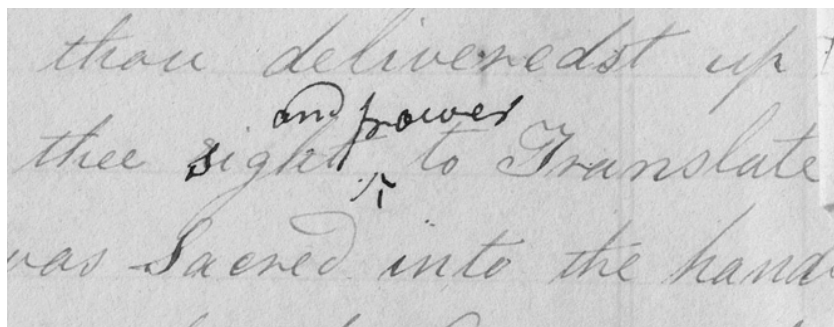 thou deliveredst up
and power
thee sight to Translate
was Sacred into the hand